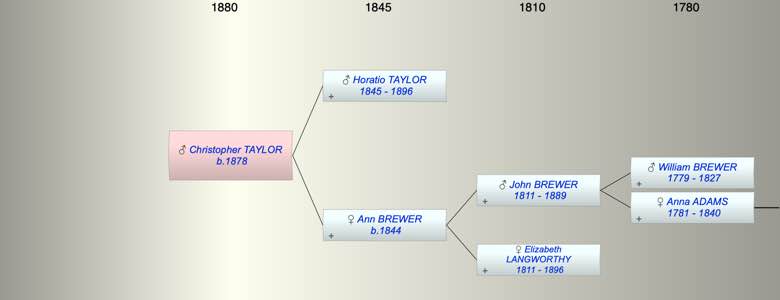 1880
1845
1810
1780
♂ Horatio TAYLOR
1845 - 1896
+
♂ Christopher TAYLOR
b.1878
♀ Ann BREWER
b.1844
+
♂ John BREWER
1811 - 1889
+
♀ Elizabeth
LANGWORTHY
1811 - 1896
+
♂ William BREWER
1779 - 1827
+
♀ Anna ADAMS
1781 - 1840
+